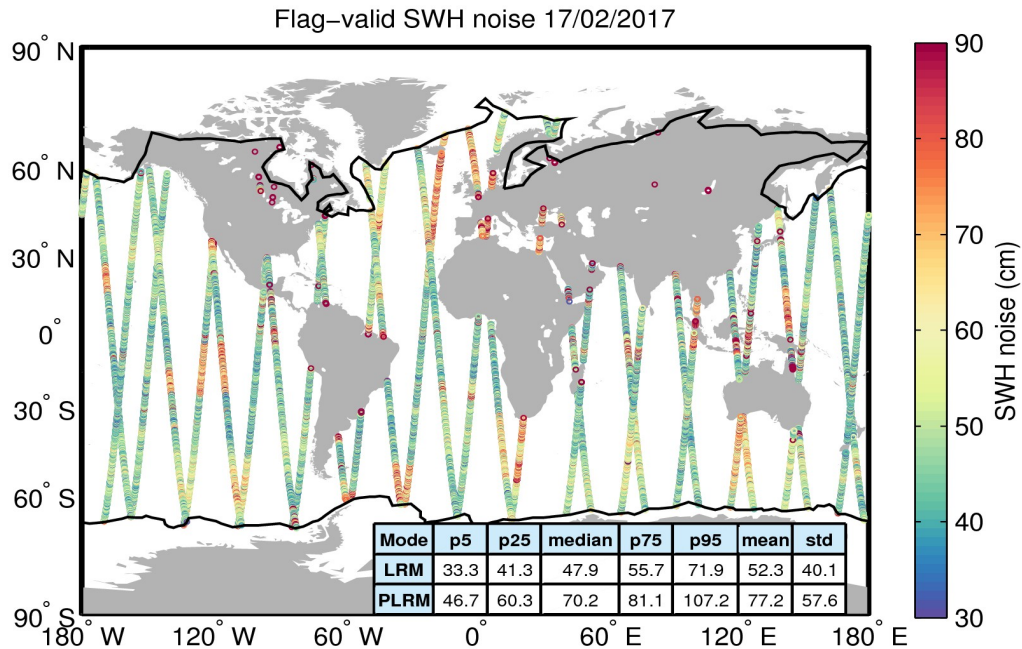 Flag-valid SWH noise 17/02/2017
90° N
60° N
30° N
0°
30° S
60° S
90° S
180° W
120° W
60° W
0°
60° E
120° E
180° E
90
80
70
60
50
40
30
SWH noise (cm)
Mode p5 p25 median p75 p95 mean std
LRM 33.3 41.3 47.9 55.7 71.9 52.3 40.1
PLRM 46.7 60.3 70.2 81.1 107.2 77.2 57.6